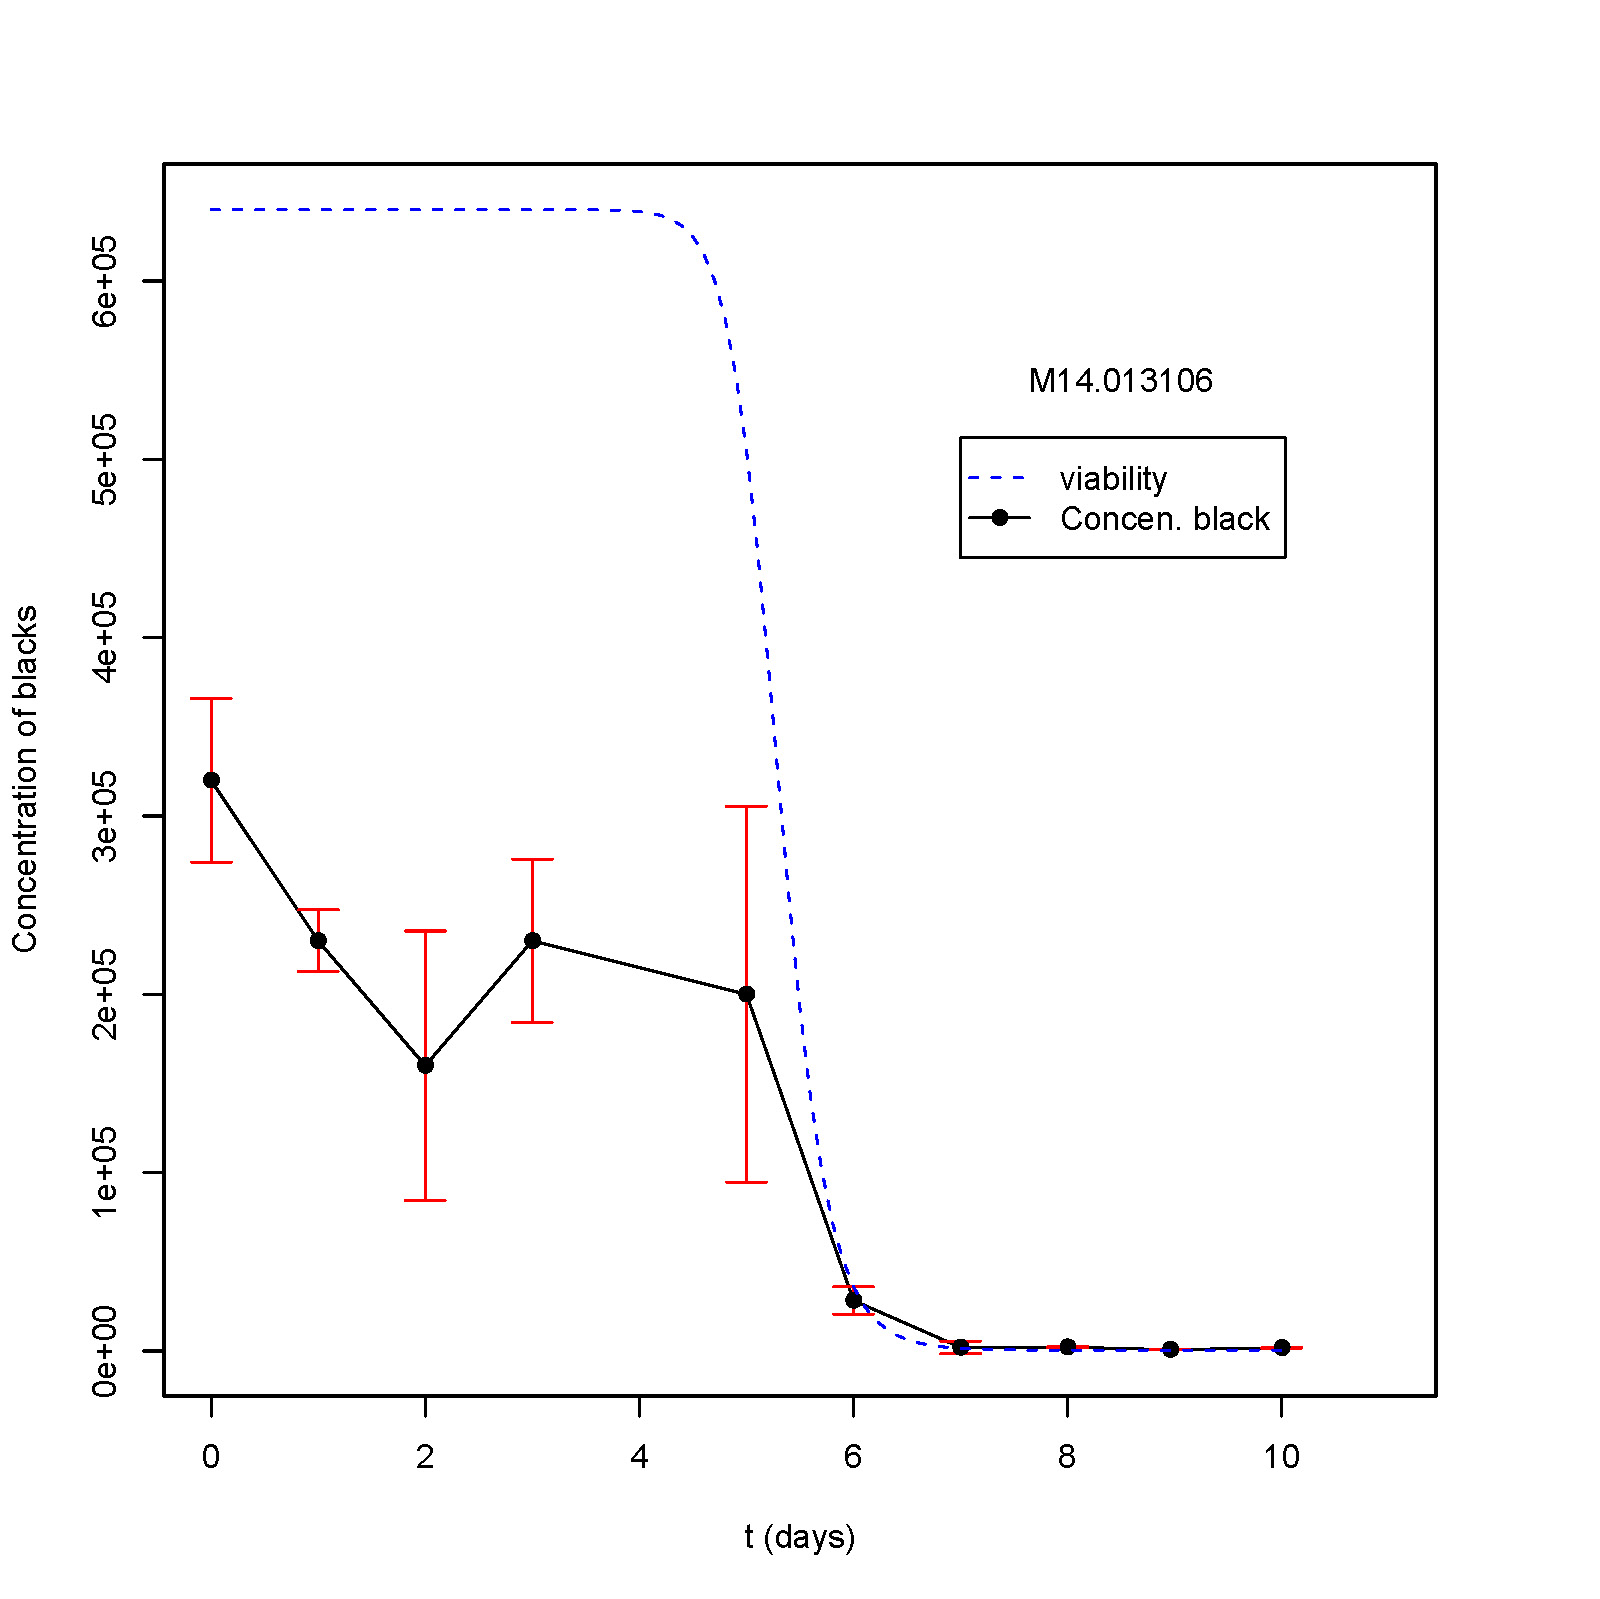 M14.013106
viability
Concen. black
Concentration of blacks
6e+05
5e+05
4e+05
3e+05
2e+05
1e+05
0e+00
0 2 4 6 8 10
t (days)